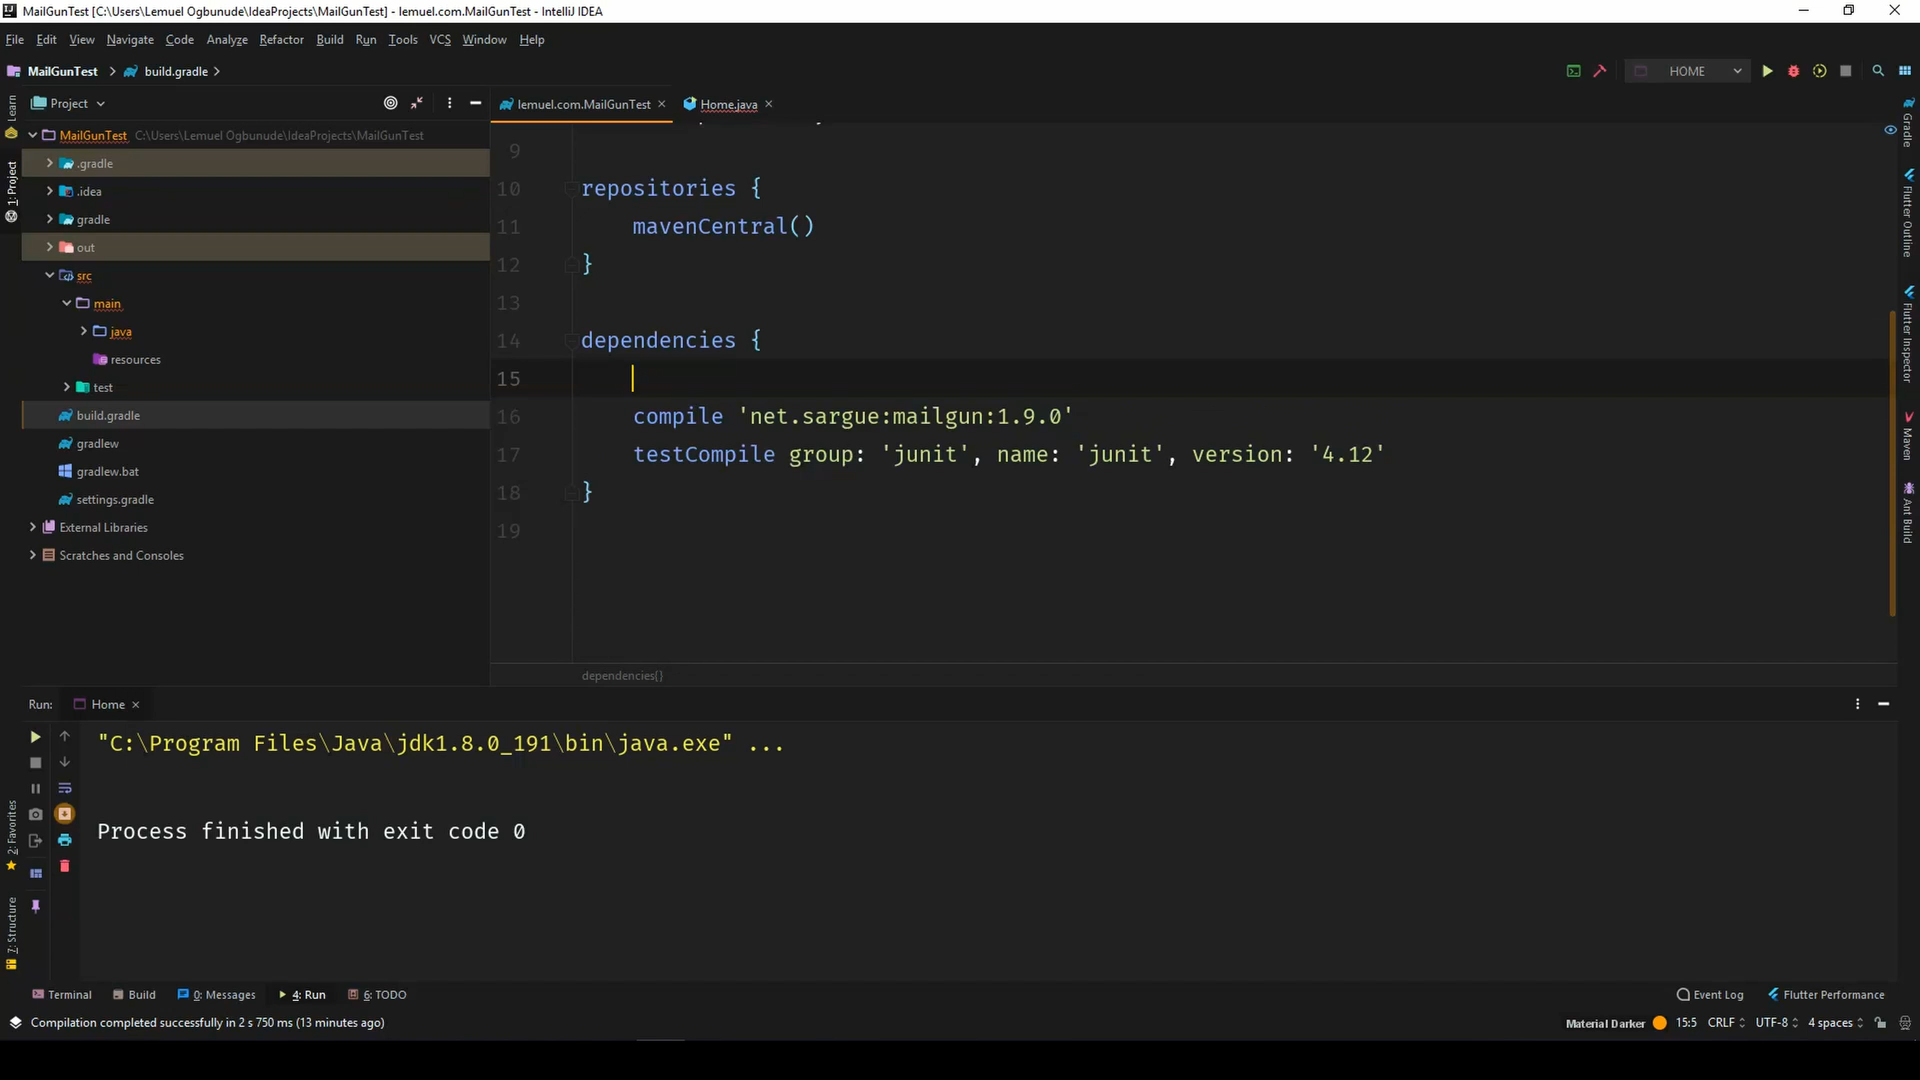 MailGunTest [C:\Users\Lemuel Ogbunude\IdeaProjects\MailGunTest] - lemuel.com.MailGunTest - IntelliJ IDEA
File Edit View Navigate Code Analyze Refactor Build Run Tools VCS Window Help
MailGunTest build.gradle HOME
Learn
1: Project
Project
lemuel.com.MailGunTest Home.java
MailGunTest C:\Users\Lemuel Ogbunude\IdeaProjects\MailGunTest
.gradle
.idea
gradle
out
src
main
java
resources
test
build.gradle
gradlew
gradlew.bat
settings.gradle
External Libraries
Scratches and Consoles
9
10 repositories {
11 mavenCentral()
12 }
13
14 dependencies {
15
16 compile 'net.sargue:mailgun:1.9.0'
17 testCompile group: 'junit', name: 'junit', version: '4.12'
18 }
19
dependencies{}
Gradle
Flutter Outline
Flutter Inspector
Maven
Ant Build
Run: Home
"C:\Program Files\Java\jdk1.8.0_191\bin\java.exe" ...
Process finished with exit code 0
2: Favorites
7: Structure
Terminal Build 0: Messages 4: Run 6: TODO Event Log Flutter Performance
Compilation completed successfully in 2 s 750 ms (13 minutes ago) Material Darker 15:5 CRLF UTF-8 4 spaces